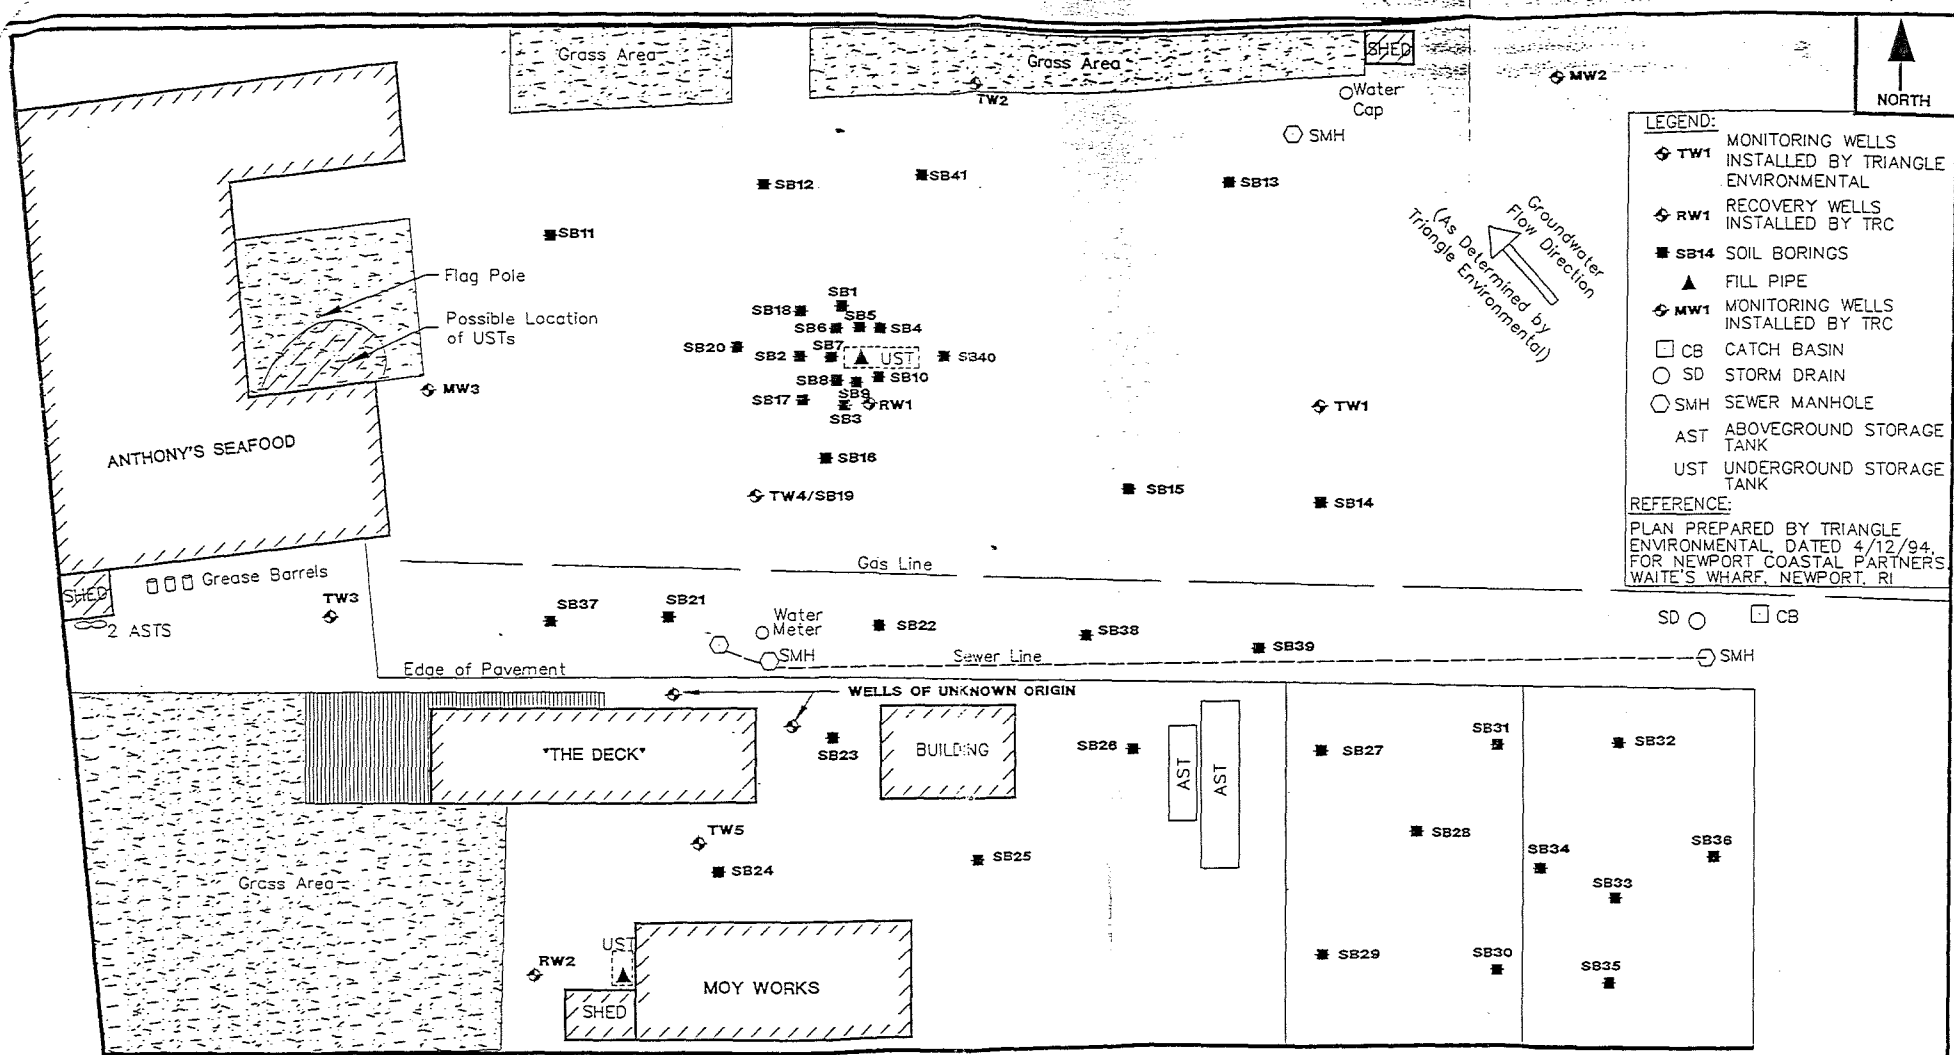 Grass Area
Grass Area
SHED
TW2
Water
Cap
SMH
MW2
NORTH
SB12
SB41
SB13
SB11
Groundwater
Flow Direction
(As Determined by
Triangle Environmental)
Flag Pole
Possible Location
of USTs
MW3
ANTHONY'S SEAFOOD
SB1
SB18
SB5
SB6
SB4
SB20
SB2
SB7
UST
SB40
SB8
SB10
SB17
SB9
RW1
SB3
SB16
TW4/SB19
TW1
SB15
SB14
LEGEND:
TW1 MONITORING WELLS
INSTALLED BY TRIANGLE
ENVIRONMENTAL
RW1 RECOVERY WELLS
INSTALLED BY TRC
SB14 SOIL BORINGS
FILL PIPE
MW1 MONITORING WELLS
INSTALLED BY TRC
CB CATCH BASIN
SD STORM DRAIN
SMH SEWER MANHOLE
AST ABOVEGROUND STORAGE
TANK
UST UNDERGROUND STORAGE
TANK
REFERENCE:
PLAN PREPARED BY TRIANGLE
ENVIRONMENTAL, DATED 4/12/94,
FOR NEWPORT COASTAL PARTNERS
WAITE'S WHARF, NEWPORT, RI
Gas Line
SHED
Grease Barrels
2 ASTS
TW3
SB37
SB21
Water
Meter
SMH
SB22
SB38
SB39
SD
CB
SMH
Sewer Line
Edge of Pavement
WELLS OF UNKNOWN ORIGIN
"THE DECK"
SB23
BUILDING
SB26
AST
AST
SB27
SB31
SB32
TW5
SB24
SB25
SB28
SB34
SB36
SB33
Grass Area
UST
RW2
SHED
MOY WORKS
SB29
SB30
SB35